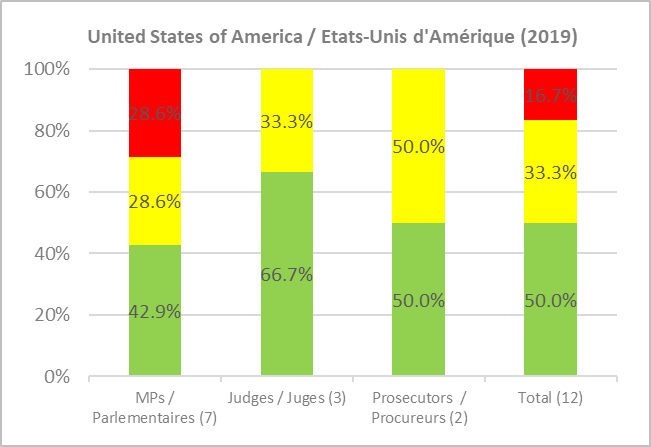 United States of America / Etats-Unis d'Amérique (2019)
100%
80%
60%
40%
20%
0%
28.6%
28.6%
42.9%
33.3%
66.7%
50.0%
50.0%
16.7%
33.3%
50.0%
MPs /
Parlementaires (7)
Judges / Juges (3)
Prosecutors /
Procureurs (2)
Total (12)